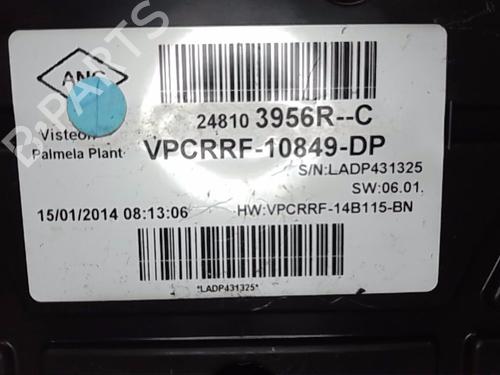 ANC
Visteon
Palmela Plant
24810 3956R--C
VPCRRF-10849-DP
S/N:LADP431325
SW:06.01.
15/01/2014 08:13:06
HW:VPCRRF-14B115-BN
*LADP431325*
B-PARTS